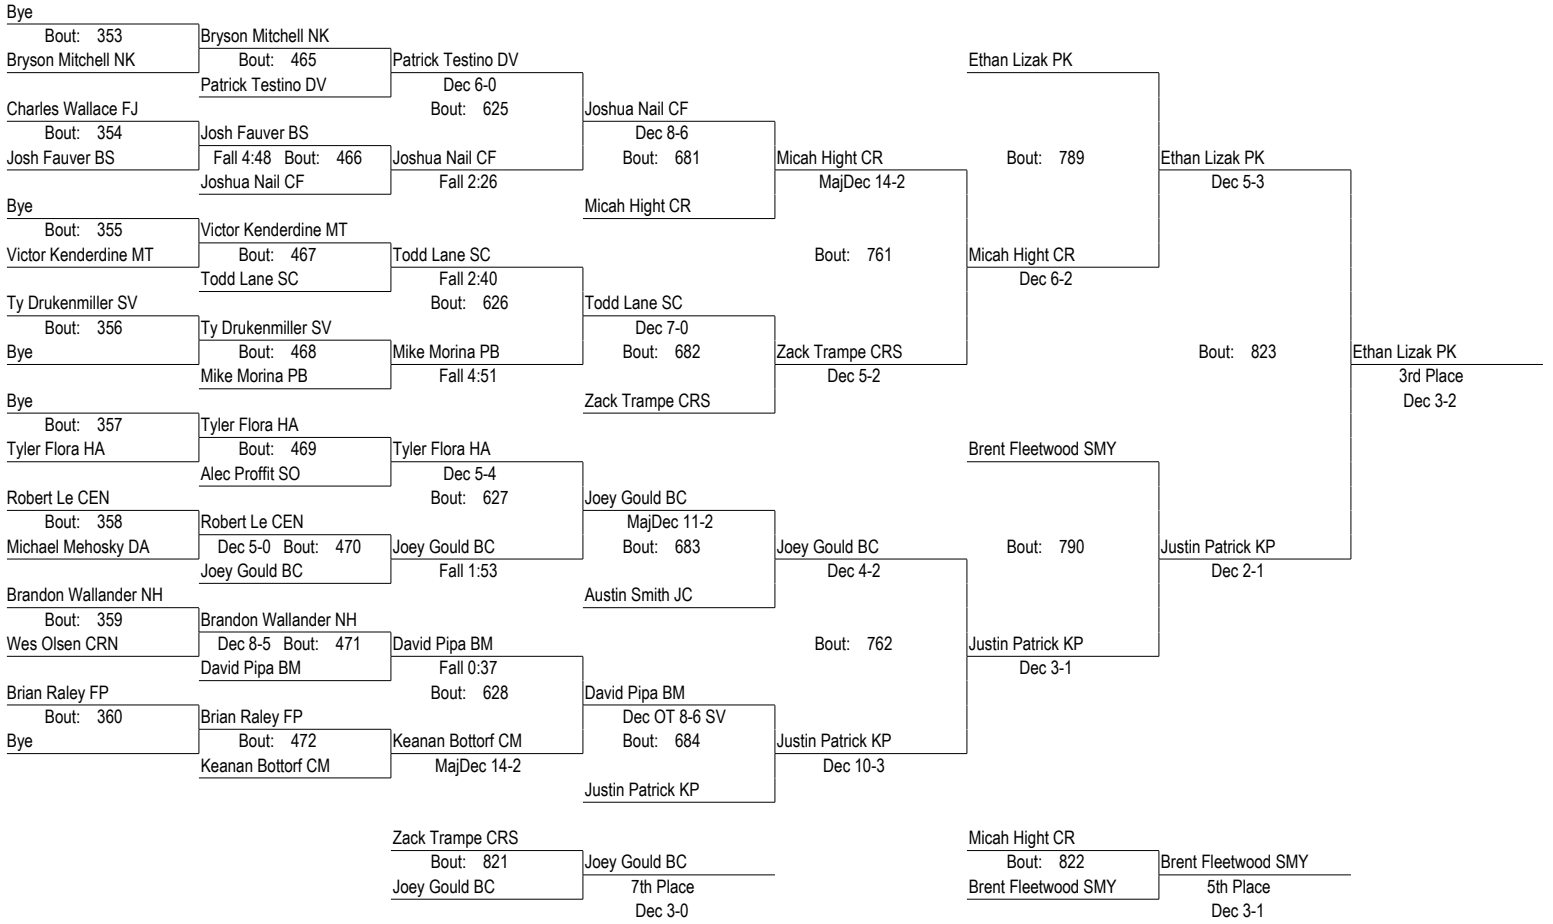 Bye
Bout: 353 Bryson Mitchell NK
Bryson Mitchell NK Bout: 465 Patrick Testino DV Ethan Lizak PK
Patrick Testino DV Dec 6-0
Charles Wallace FJ Bout: 625 Joshua Nail CF
Bout: 354 Josh Fauver BS Dec 8-6
Josh Fauver BS Fall 4:48 Bout: 466 Joshua Nail CF Bout: 681 Micah Hight CR Bout: 789 Ethan Lizak PK
Joshua Nail CF Fall 2:26 MajDec 14-2 Dec 5-3
Bye Micah Hight CR
Bout: 355 Victor Kenderdine MT
Victor Kenderdine MT Bout: 467 Todd Lane SC Bout: 761 Micah Hight CR
Todd Lane SC Fall 2:40 Dec 6-2
Ty Drukenmiller SV Bout: 626 Todd Lane SC
Bout: 356 Ty Drukenmiller SV Dec 7-0
Bye Bout: 468 Mike Morina PB Bout: 682 Zack Trampe CRS Bout: 823 Ethan Lizak PK
Mike Morina PB Fall 4:51 Dec 5-2 3rd Place
Bye Zack Trampe CRS Dec 3-2
Bout: 357 Tyler Flora HA
Tyler Flora HA Bout: 469 Tyler Flora HA Brent Fleetwood SMY
Alec Proffit SO Dec 5-4
Robert Le CEN Bout: 627 Joey Gould BC
Bout: 358 Robert Le CEN MajDec 11-2
Michael Mehosky DA Dec 5-0 Bout: 470 Joey Gould BC Bout: 683 Joey Gould BC Bout: 790 Justin Patrick KP
Joey Gould BC Fall 1:53 Dec 4-2 Dec 2-1
Brandon Wallander NH Austin Smith JC
Bout: 359 Brandon Wallander NH
Wes Olsen CRN Dec 8-5 Bout: 471 David Pipa BM Bout: 762 Justin Patrick KP
David Pipa BM Fall 0:37 Dec 3-1
Brian Raley FP Bout: 628 David Pipa BM
Bout: 360 Brian Raley FP Dec OT 8-6 SV
Bye Bout: 472 Keanan Bottorf CM Bout: 684 Justin Patrick KP
Keanan Bottorf CM MajDec 14-2 Dec 10-3
Justin Patrick KP
Zack Trampe CRS Micah Hight CR
Bout: 821 Joey Gould BC Bout: 822 Brent Fleetwood SMY
Joey Gould BC 7th Place Brent Fleetwood SMY 5th Place
Dec 3-0 Dec 3-1